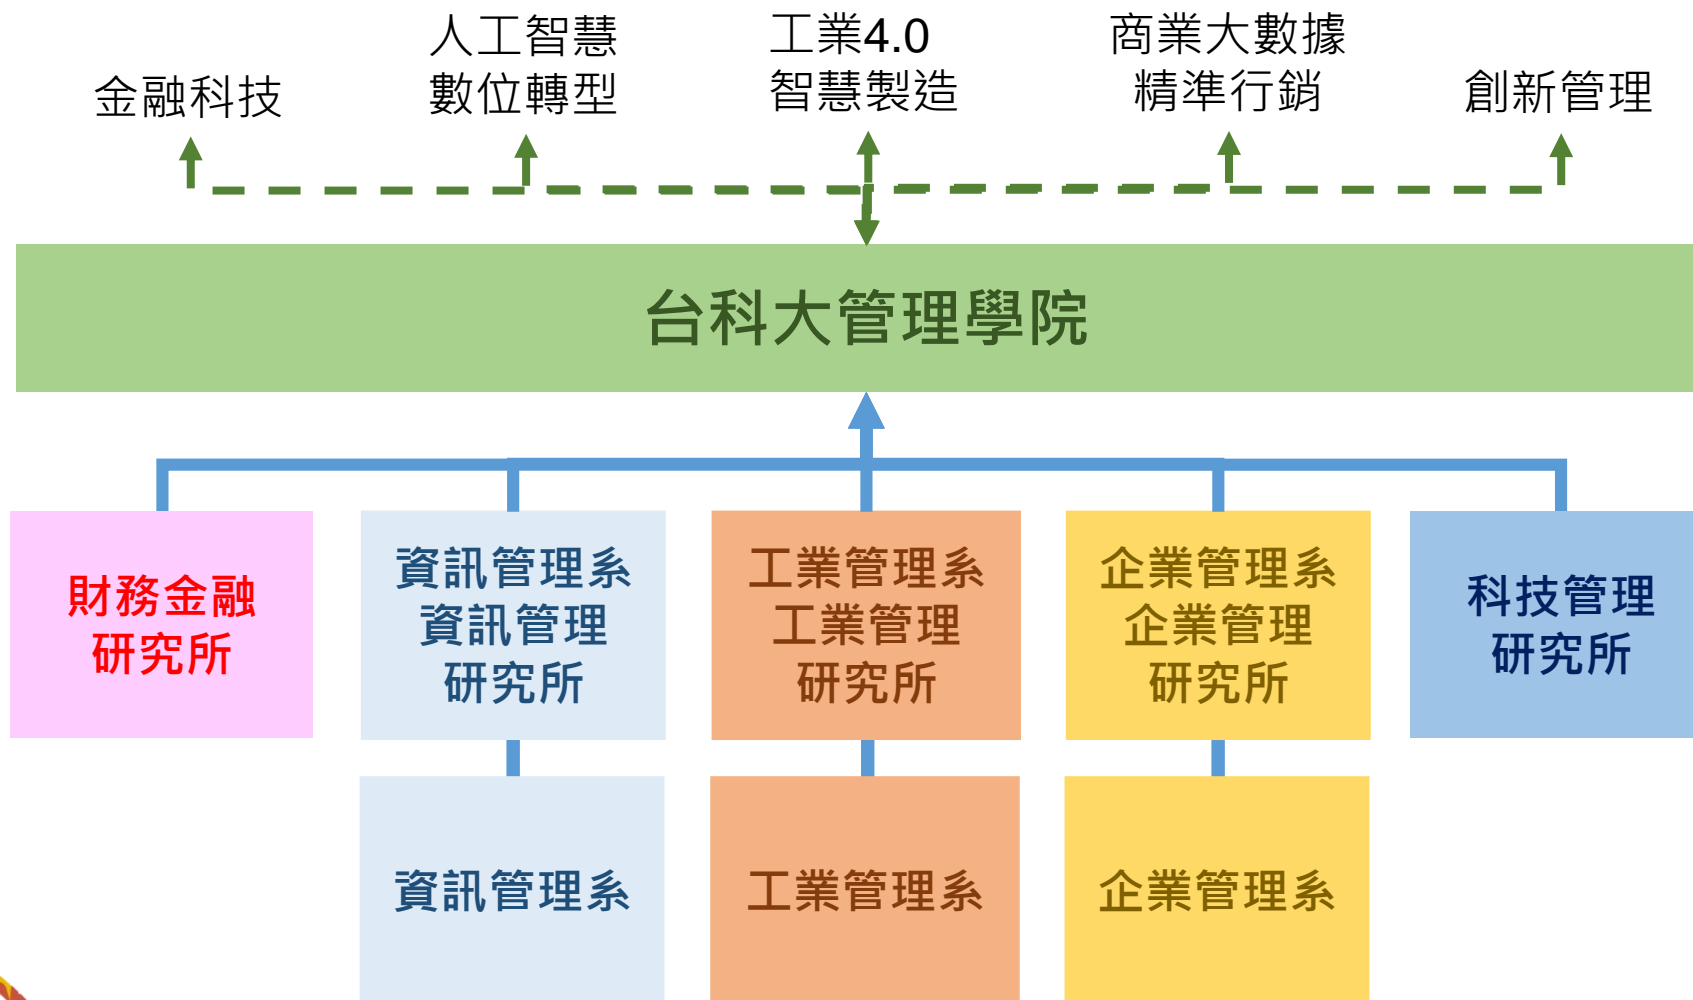 金融科技
人工智慧
數位轉型
工業4.0
智慧製造
商業大數據
精準行銷
創新管理
台科大管理學院
財務金融
研究所
資訊管理系
資訊管理
研究所
工業管理系
工業管理
研究所
企業管理系
企業管理
研究所
科技管理
研究所
資訊管理系
工業管理系
企業管理系